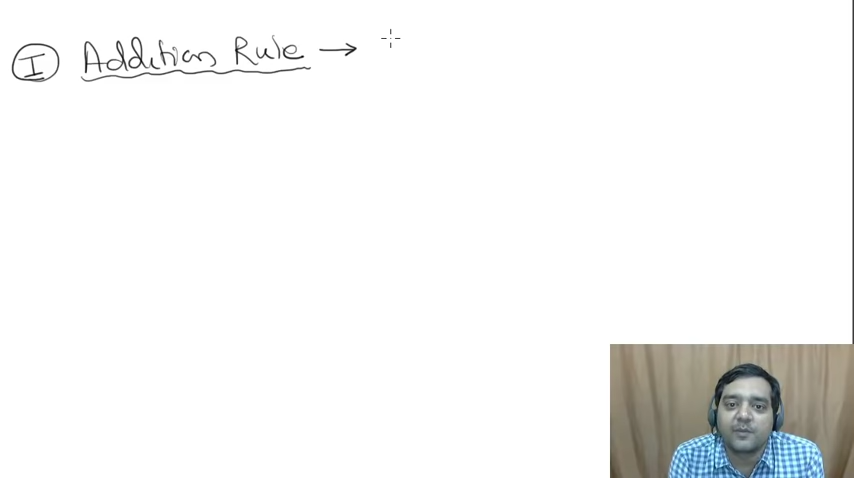 I Addition Rule →